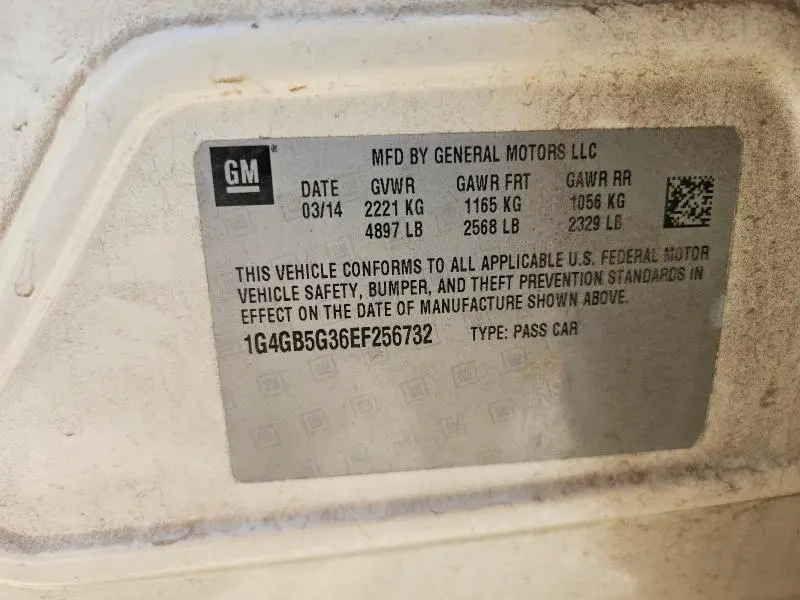 GM®
MFD BY GENERAL MOTORS LLC
DATE GVWR GAWR FRT GAWR RR
03/14 2221 KG 1165 KG 1056 KG
4897 LB 2568 LB 2329 LB
THIS VEHICLE CONFORMS TO ALL APPLICABLE U.S. FEDERAL MOTOR
VEHICLE SAFETY, BUMPER, AND THEFT PREVENTION STANDARDS IN
EFFECT ON THE DATE OF MANUFACTURE SHOWN ABOVE.
1G4GB5G36EF256732 TYPE: PASS CAR